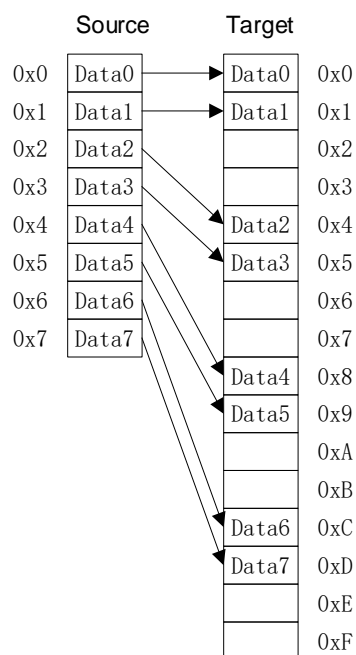 Source Target
0x0 Data0 Data0 0x0
0x1 Data1 Data1 0x1
0x2 Data2 0x2
0x3 Data3 0x3
0x4 Data4 Data2 0x4
0x5 Data5 Data3 0x5
0x6 Data6 0x6
0x7 Data7 0x7
Data4 0x8
Data5 0x9
0xA
0xB
Data6 0xC
Data7 0xD
0xE
0xF